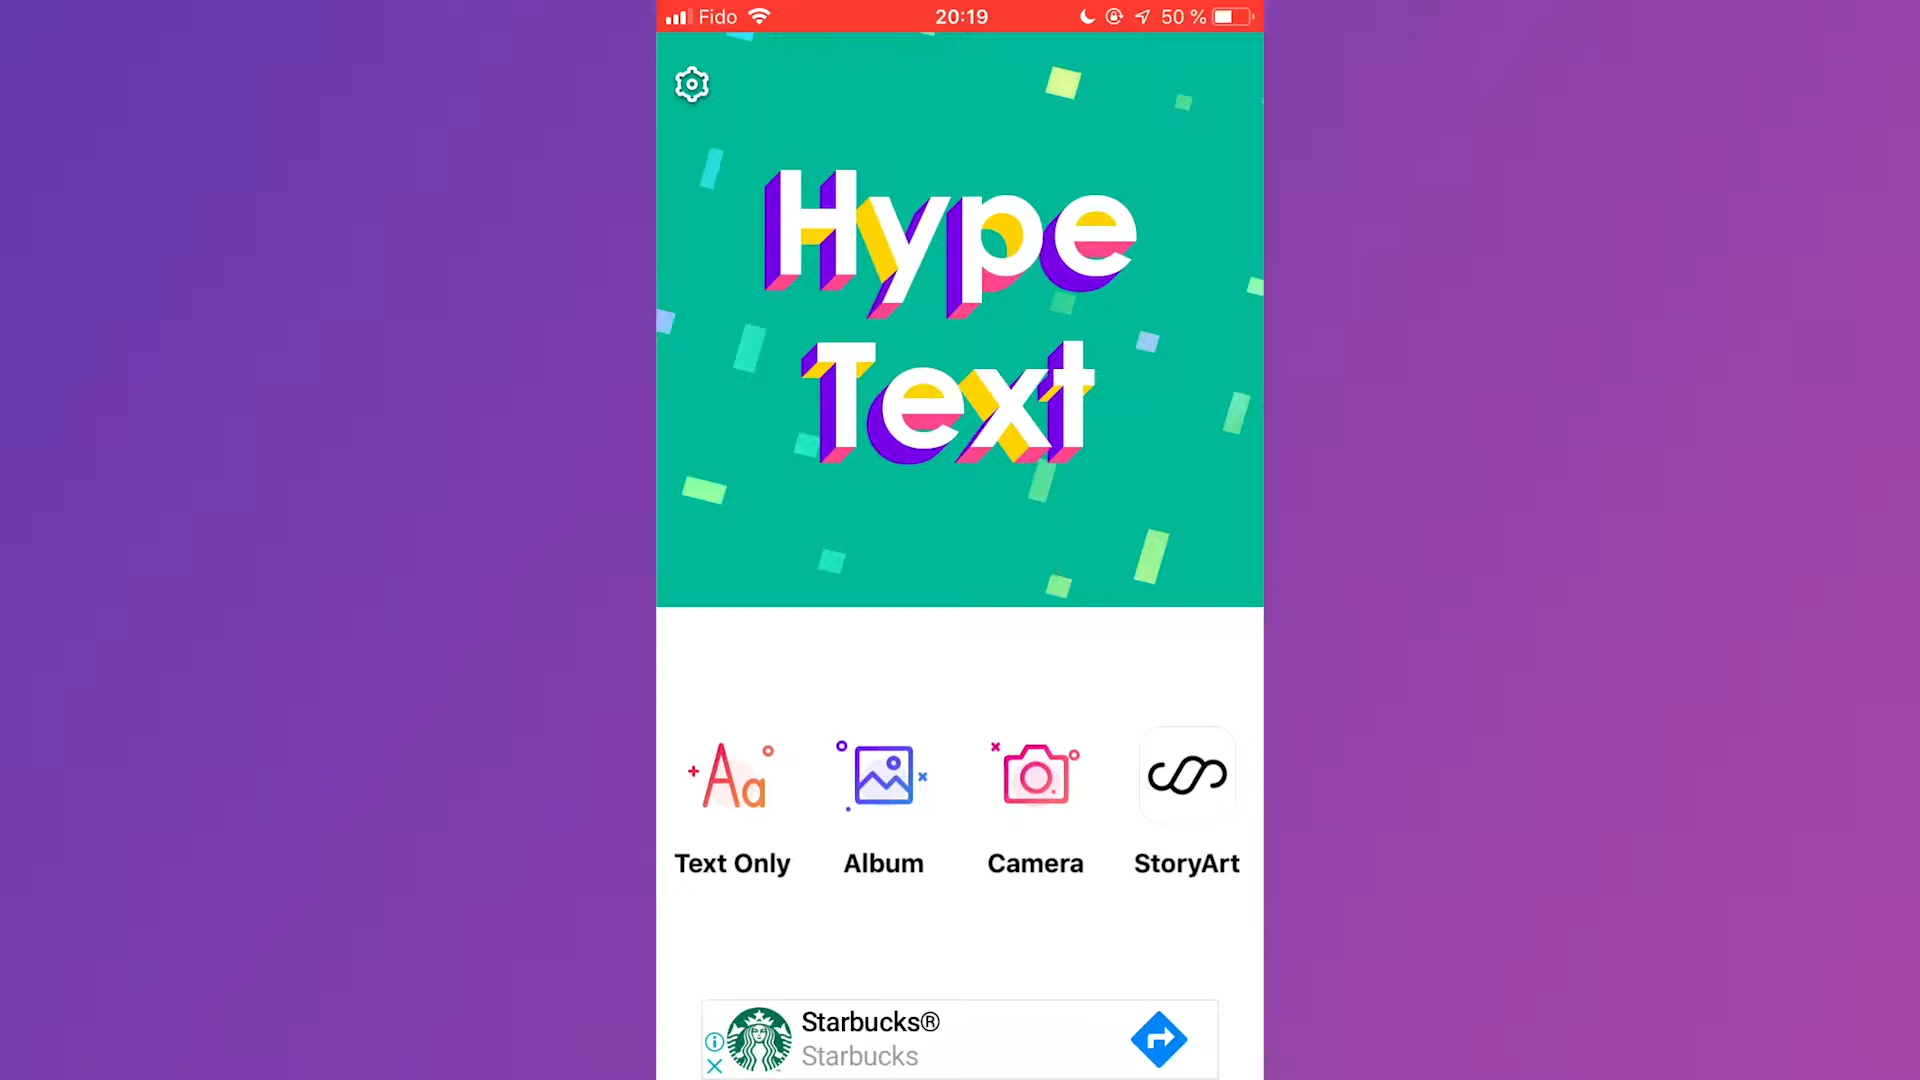 Fido 20:19 50 %
Hype
Text
Aa
Text Only Album Camera StoryArt
Starbucks®
Starbucks